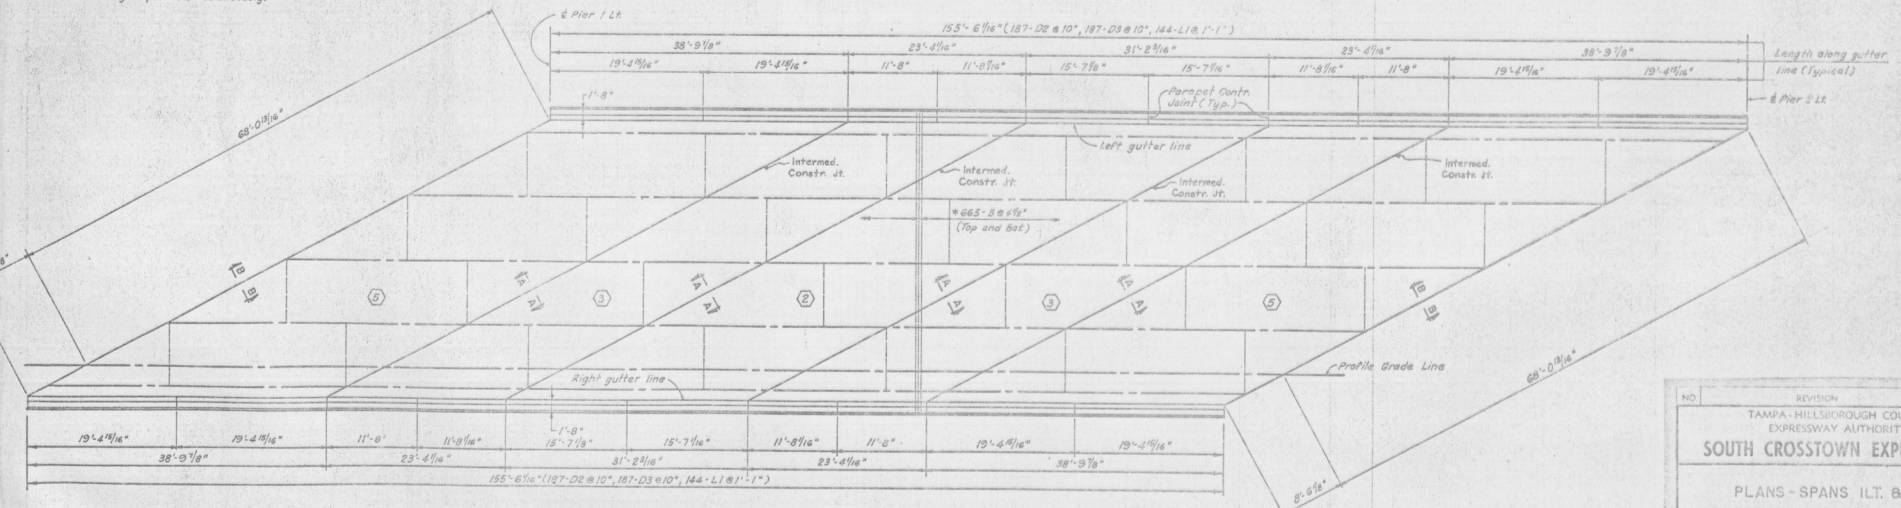 ℄ Pier 1 Lt.
155'-6 1/16" (187-D2 @ 10", 187-D3 @ 10", 144-L1 @ 1'-1")
38'-9 7/8" 23'-4 1/16" 31'-2 3/16" 23'-4 1/16" 38'-9 7/8"
Length along gutter
line (Typical)
19'-4 15/16" 19'-4 15/16" 11'-8" 11'-8 1/16" 15'-7 1/8" 15'-7 1/16" 11'-8 1/16" 11'-8" 19'-4 15/16" 19'-4 15/16"
1'-8"
Parapet Contr.
Joint (Typ.)
℄ Pier 2 Lt.
68'-0 13/16"
Left gutter line
Intermed.
Constr. Jt.
Intermed.
Constr. Jt.
Intermed.
Constr. Jt.
Intermed.
Constr. Jt.
(Top and Bot)
B B
5
A A
3
A A
2
A A
3
A A
5
B B
Profile Grade Line
68'-0 13/16"
Right gutter line
1'-8"
19'-4 15/16" 19'-4 15/16" 11'-8" 11'-8 1/16" 15'-7 1/8" 15'-7 1/16" 11'-8 1/16" 11'-8" 19'-4 15/16" 19'-4 15/16"
38'-9 7/8" 23'-4 1/16" 31'-2 3/16" 23'-4 1/16" 38'-9 7/8"
155'-6 1/16" (187-D2 @ 10", 187-D3 @ 10", 144-L1 @ 1'-1")
8'-6 1/8"
NO. REVISION
TAMPA-HILLSBOROUGH COU
EXPRESSWAY AUTHORIT
SOUTH CROSSTOWN EXP
PLANS-SPANS 1LT. &